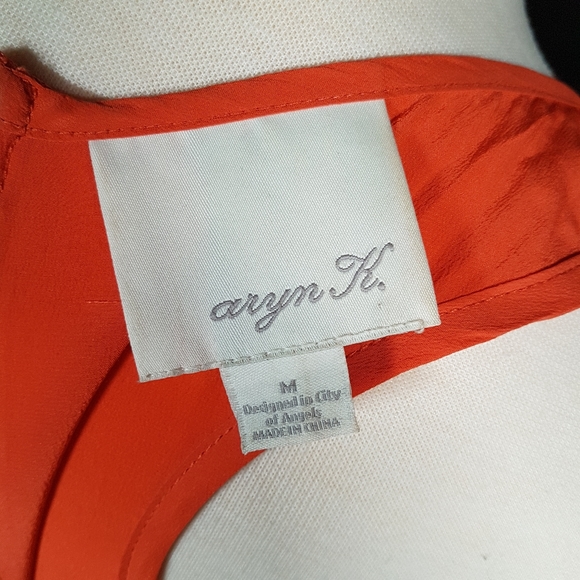 aryn K.
M
Designed in City
of Angels
MADE IN CHINA